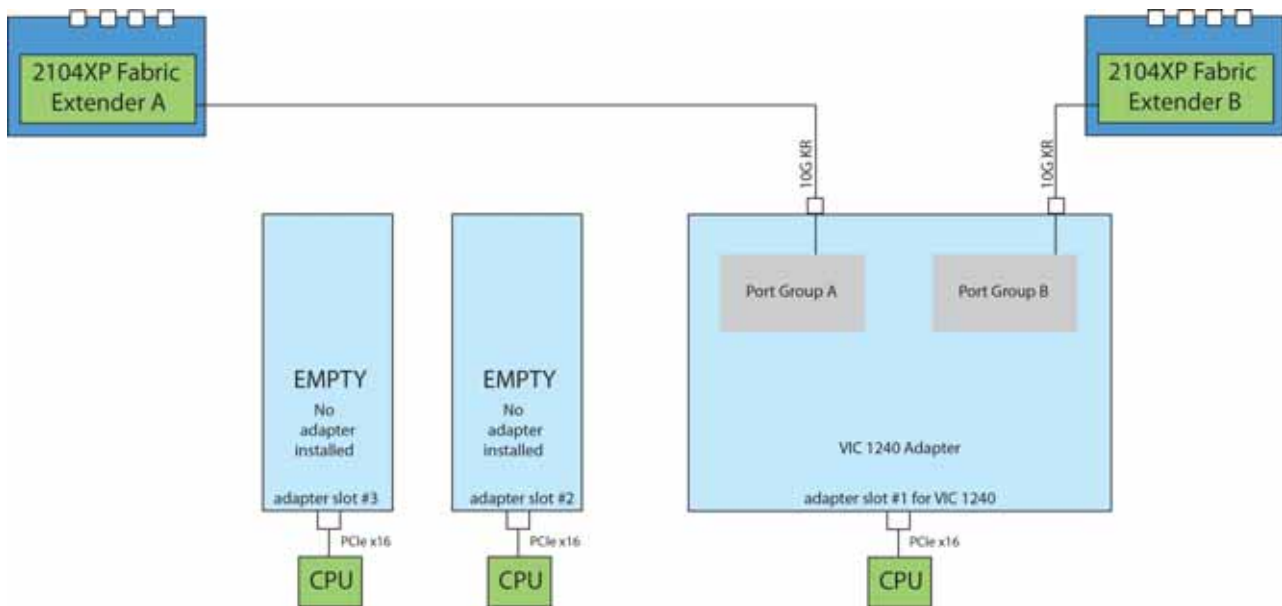 2104XP Fabric
Extender A
2104XP Fabric
Extender B
10G KR
10G KR
Port Group A
Port Group B
EMPTY
No
adapter
installed
adapter slot #3
EMPTY
No
adapter
installed
adapter slot #2
VIC 1240 Adapter
adapter slot #1 for VIC 1240
PCIe x16
PCIe x16
PCIe x16
CPU
CPU
CPU